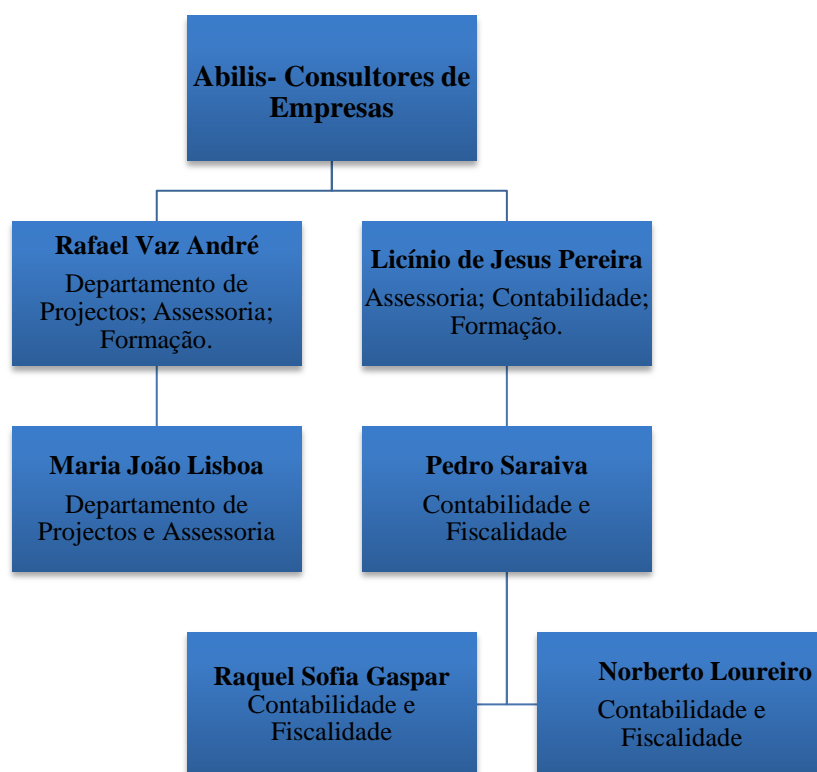 Abilis- Consultores de
Empresas
Rafael Vaz André
Departamento de
Projectos; Assessoria;
Formação.
Licínio de Jesus Pereira
Assessoria; Contabilidade;
Formação.
Maria João Lisboa
Departamento de
Projectos e Assessoria
Pedro Saraiva
Contabilidade e
Fiscalidade
Raquel Sofia Gaspar
Contabilidade e
Fiscalidade
Norberto Loureiro
Contabilidade e
Fiscalidade